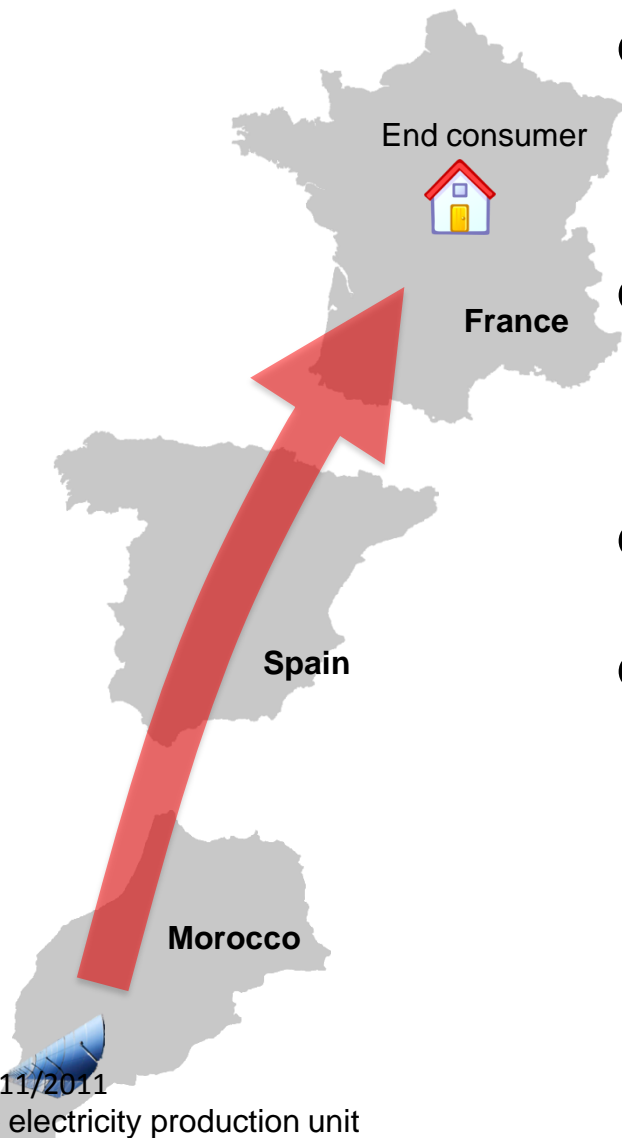 End consumer
France
Spain
Morocco
11/2011
electricity production unit